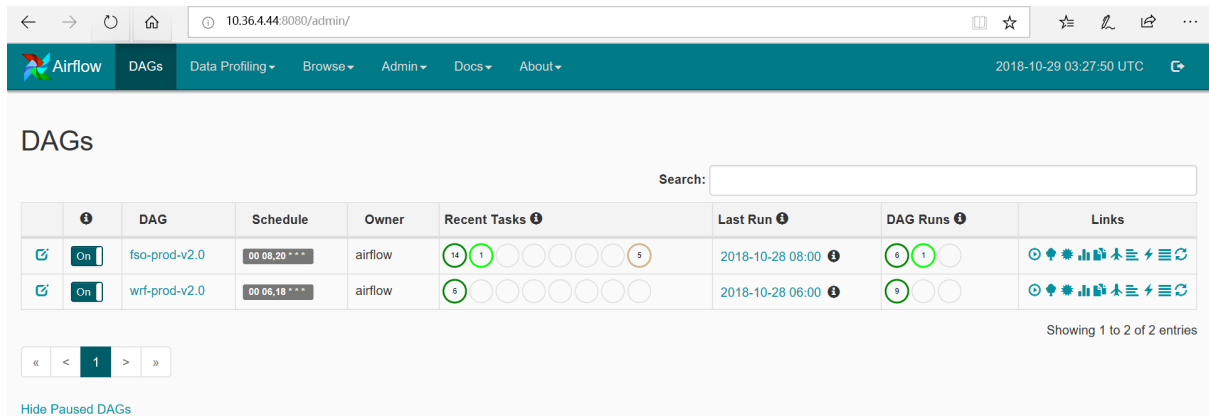 10.36.4.44:8080/admin/
Airflow DAGs Data Profiling Browse Admin Docs About 2018-10-29 03:27:50 UTC
DAGs
Search:
DAG Schedule Owner Recent Tasks Last Run DAG Runs Links
On fso-prod-v2.0 00 08,20 * * * airflow 14 1 5 2018-10-28 08:00 6 1
On wrf-prod-v2.0 00 06,18 * * * airflow 6 2018-10-28 06:00 9
Showing 1 to 2 of 2 entries
« < 1 > »
Hide Paused DAGs